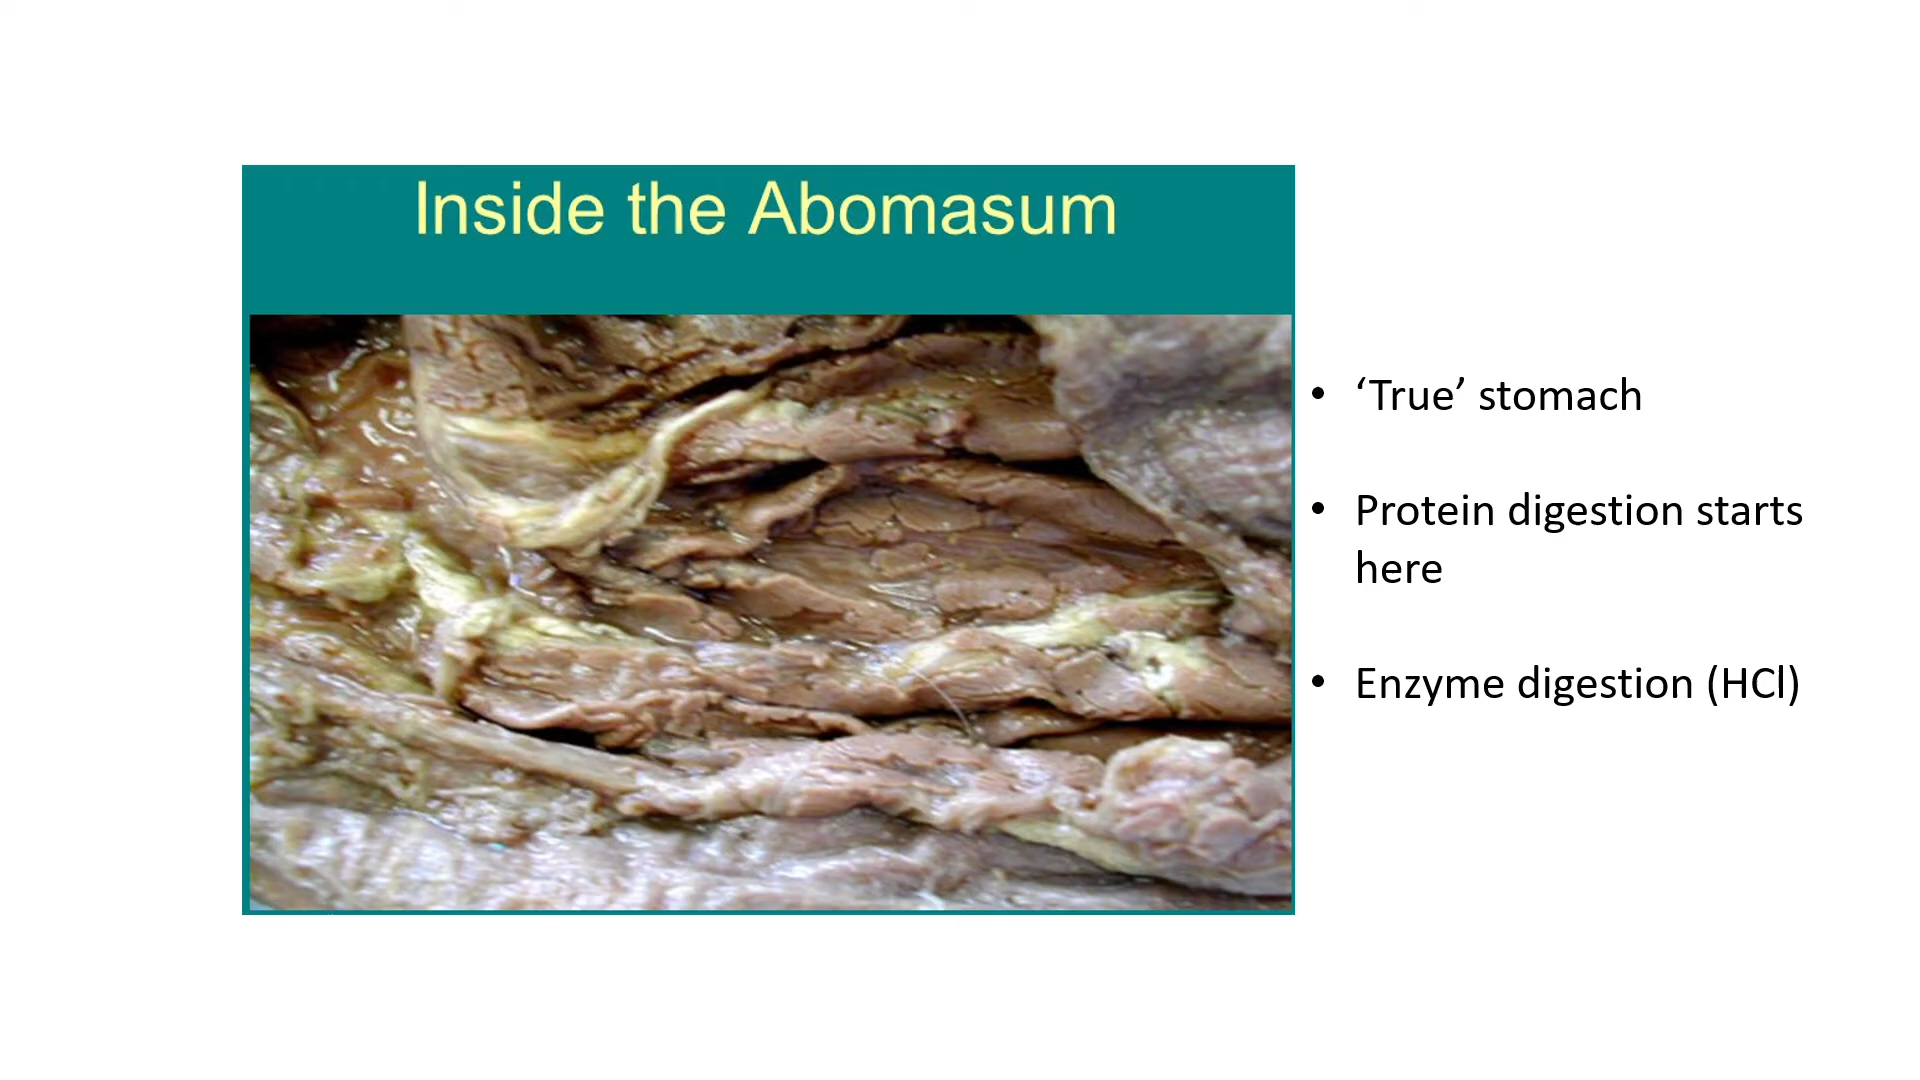 Inside the Abomasum
• ‘True’ stomach
• Protein digestion starts
here
• Enzyme digestion (HCl)